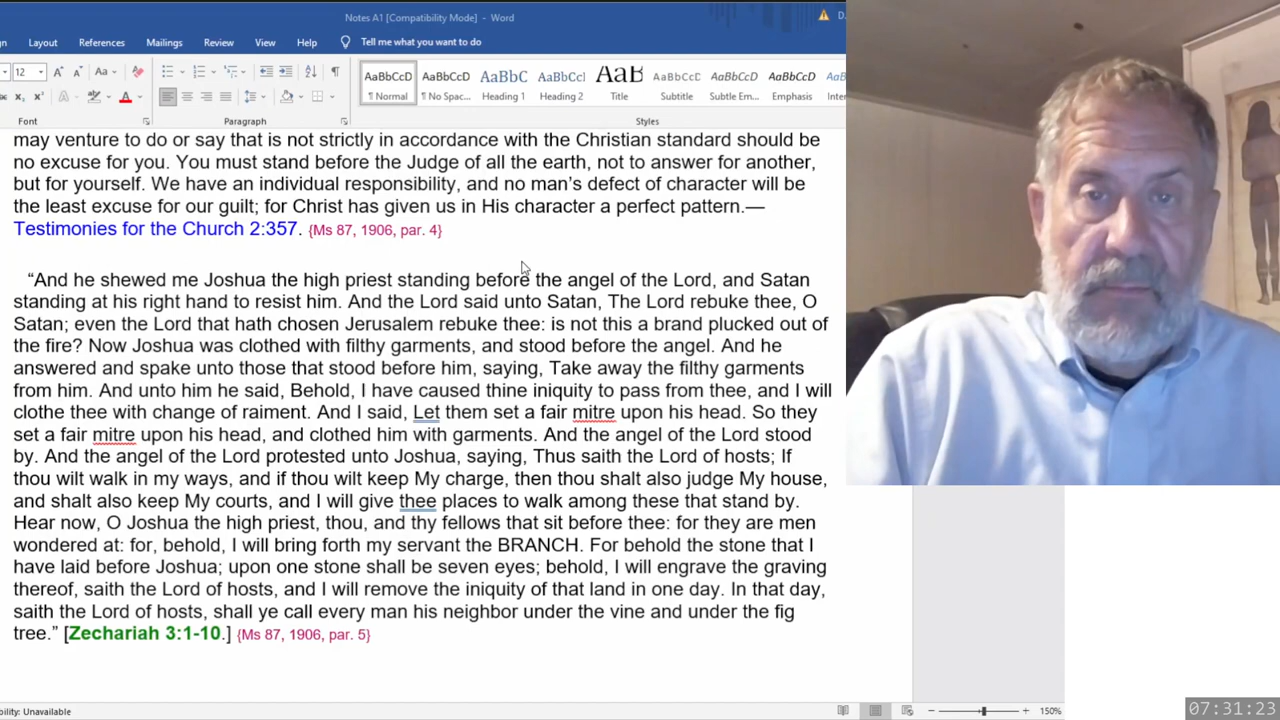 Notes A1 [Compatibility Mode] - Word
D.
Layout References Mailings Review View Help Tell me what you want to do
12 Aa
AaBbCcD AaBbCcD AaBbC AaBbCcl AaB AaBbCcD AaBbCcD AaBbCcD
¶ Normal ¶ No Spac... Heading 1 Heading 2 Title Subtitle Subtle Em... Emphasis
Font Paragraph Styles
may venture to do or say that is not strictly in accordance with the Christian standard should be
no excuse for you. You must stand before the Judge of all the earth, not to answer for another,
but for yourself. We have an individual responsibility, and no man’s defect of character will be
the least excuse for our guilt; for Christ has given us in His character a perfect pattern.—
Testimonies for the Church 2:357. {Ms 87, 1906, par. 4}
“And he shewed me Joshua the high priest standing before the angel of the Lord, and Satan
standing at his right hand to resist him. And the Lord said unto Satan, The Lord rebuke thee, O
Satan; even the Lord that hath chosen Jerusalem rebuke thee: is not this a brand plucked out of
the fire? Now Joshua was clothed with filthy garments, and stood before the angel. And he
answered and spake unto those that stood before him, saying, Take away the filthy garments
from him. And unto him he said, Behold, I have caused thine iniquity to pass from thee, and I will
clothe thee with change of raiment. And I said, Let them set a fair mitre upon his head. So they
set a fair mitre upon his head, and clothed him with garments. And the angel of the Lord stood
by. And the angel of the Lord protested unto Joshua, saying, Thus saith the Lord of hosts; If
thou wilt walk in my ways, and if thou wilt keep My charge, then thou shalt also judge My house,
and shalt also keep My courts, and I will give thee places to walk among these that stand by.
Hear now, O Joshua the high priest, thou, and thy fellows that sit before thee: for they are men
wondered at: for, behold, I will bring forth my servant the BRANCH. For behold the stone that I
have laid before Joshua; upon one stone shall be seven eyes; behold, I will engrave the graving
thereof, saith the Lord of hosts, and I will remove the iniquity of that land in one day. In that day,
saith the Lord of hosts, shall ye call every man his neighbor under the vine and under the fig
tree.” [Zechariah 3:1-10.] {Ms 87, 1906, par. 5}
bility: Unavailable 150%
07:31:23